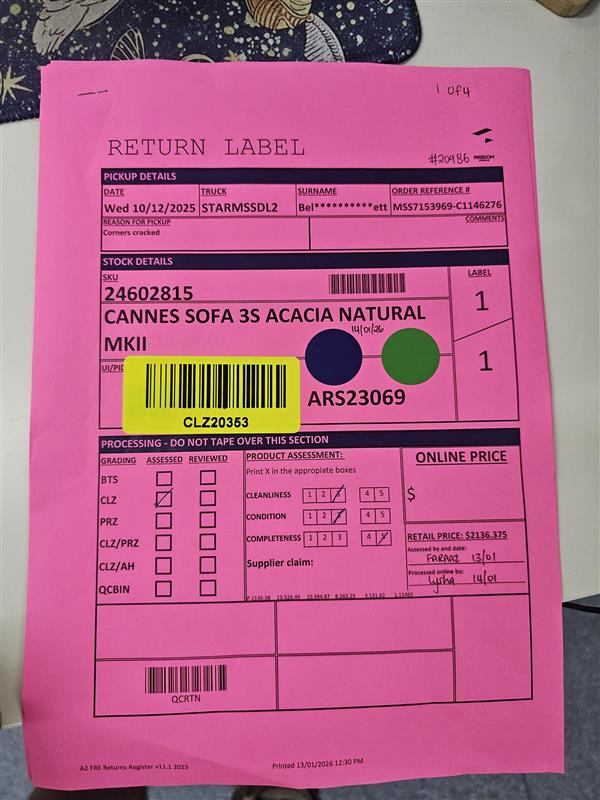 1 of 4
RETURN LABEL
#20986 FREEDOM
PICKUP DETAILS
DATE TRUCK SURNAME ORDER REFERENCE #
Wed 10/12/2025 STARMSSDL2 Bel**********ett MSS7153969-C1146276
REASON FOR PICKUP COMMENTS
Corners cracked
STOCK DETAILS
SKU LABEL
24602815 1
CANNES SOFA 3S ACACIA NATURAL
MKII 14/01/26 1
UI/PID
ARS23069
CLZ20353
PROCESSING - DO NOT TAPE OVER THIS SECTION
GRADING ASSESSED REVIEWED PRODUCT ASSESSMENT: ONLINE PRICE
Print X in the appropiate boxes
BTS
CLEANLINESS 1 2 3 4 5 $
CLZ
CONDITION 1 2 3 4 5
PRZ
COMPLETENESS 1 2 3 4 5 RETAIL PRICE: $2136.375
CLZ/PRZ
Assessed by and date:
FARAAZ 13/01
CLZ/AH Supplier claim:
Processed online by:
Lysha 14/01
QCBIN
QCRTN
A2 FRE Returns Register v11.1 2025 Printed 13/01/2026 12:30 PM